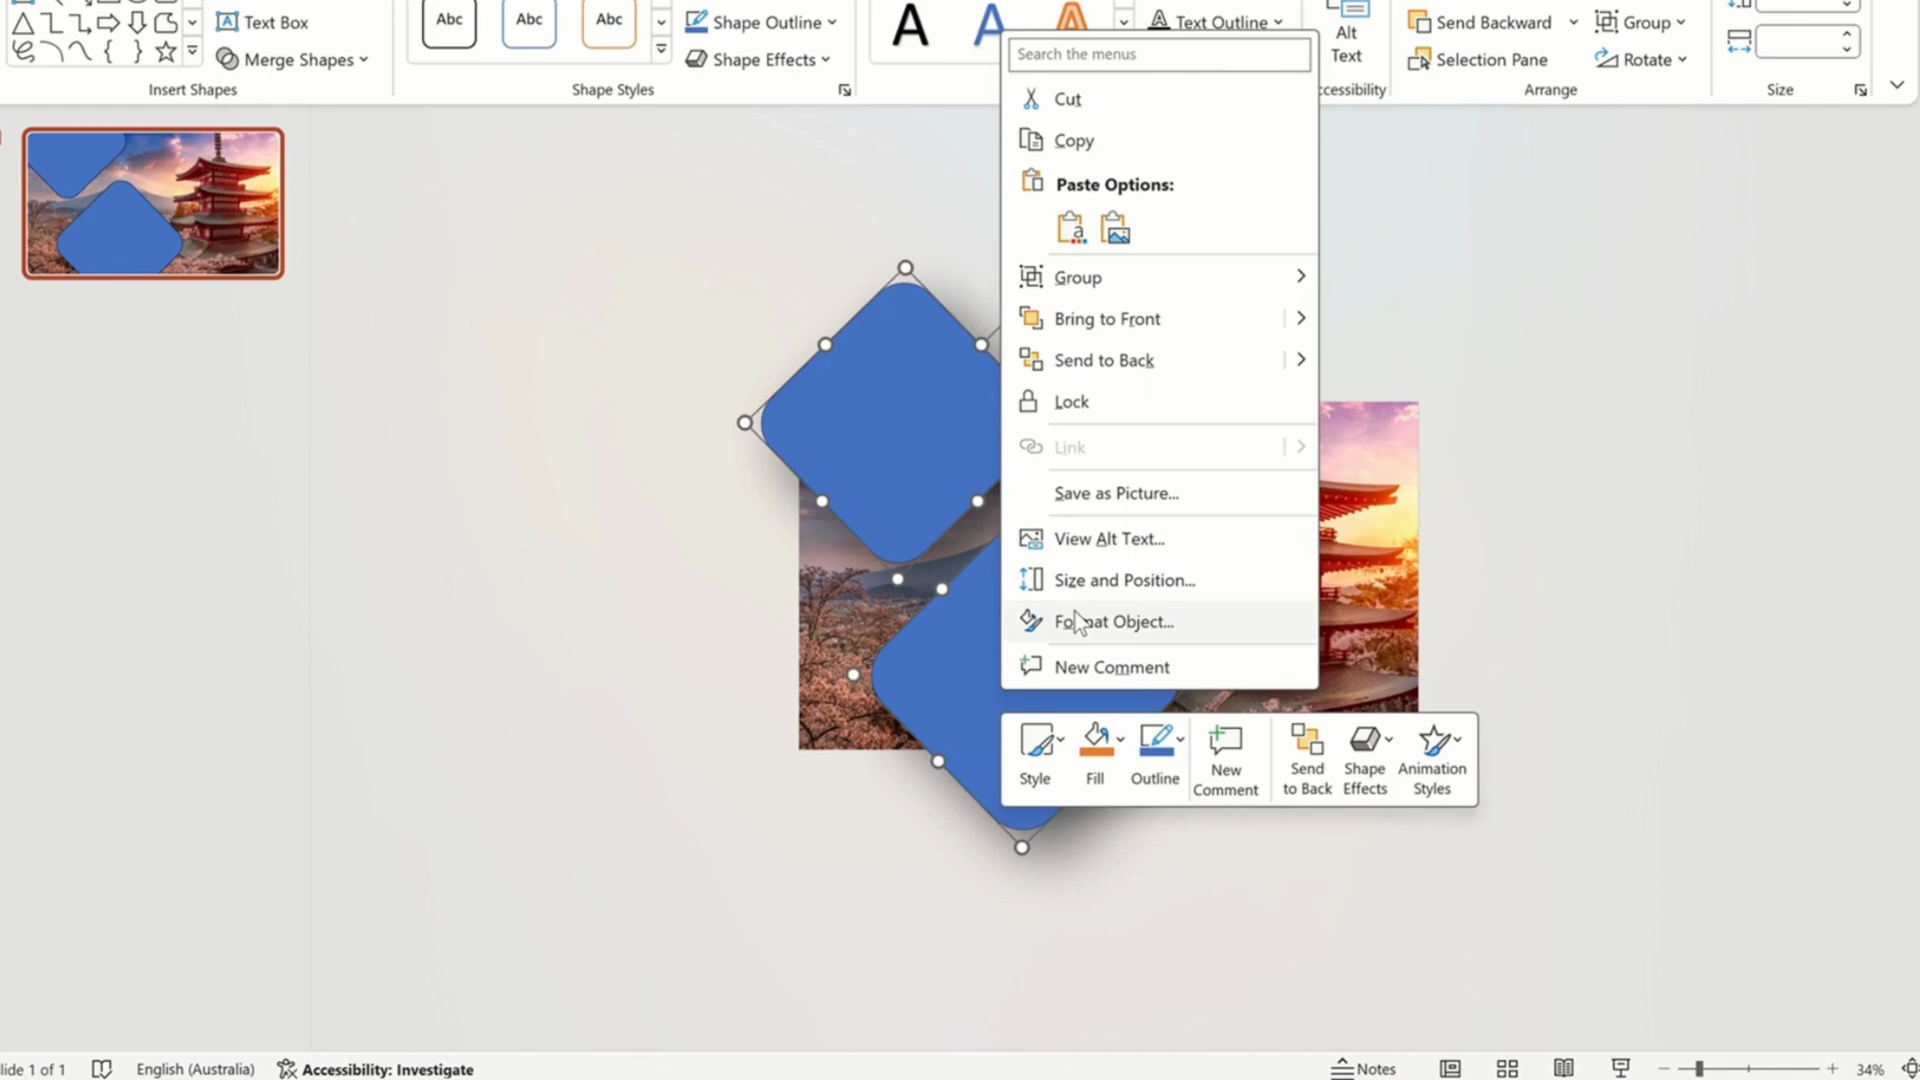 Text Box
Merge Shapes
Insert Shapes
Abc
Abc
Abc
Shape Outline
Shape Effects
Shape Styles
A
A
A
Text Outline
Alt
Text
ccessibility
Send Backward
Selection Pane
Group
Rotate
Arrange
Size
Search the menus
Cut
Copy
Paste Options:
a
Group
Bring to Front
Send to Back
Lock
Link
Save as Picture...
View Alt Text...
Size and Position...
Format Object...
New Comment
Style
Fill
Outline
New
Comment
Send
to Back
Shape
Effects
Animation
Styles
lide 1 of 1
English (Australia)
Accessibility: Investigate
Notes
34%